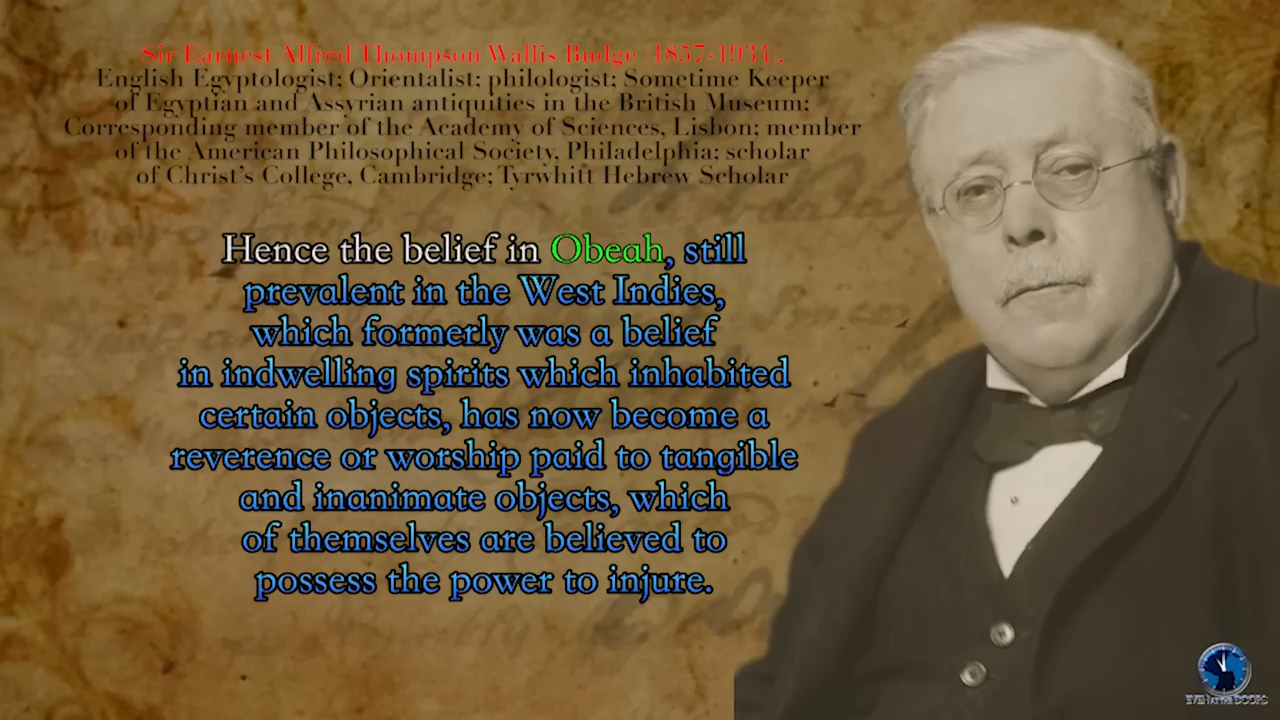 Sir Earnest Alfred Thompson Wallis Budge (1857-1934),
English Egyptologist; Orientalist; philologist; Sometime Keeper
of Egyptian and Assyrian antiquities in the British Museum;
Corresponding member of the Academy of Sciences, Lisbon; member
of the American Philosophical Society, Philadelphia; scholar
of Christ's College, Cambridge; Tyrwhitt Hebrew Scholar
Hence the belief in Obeah, still
prevalent in the West Indies,
which formerly was a belief
in indwelling spirits which inhabited
certain objects, has now become a
reverence or worship paid to tangible
and inanimate objects, which
of themselves are believed to
possess the power to injure.
EVEN AT THE DOORS